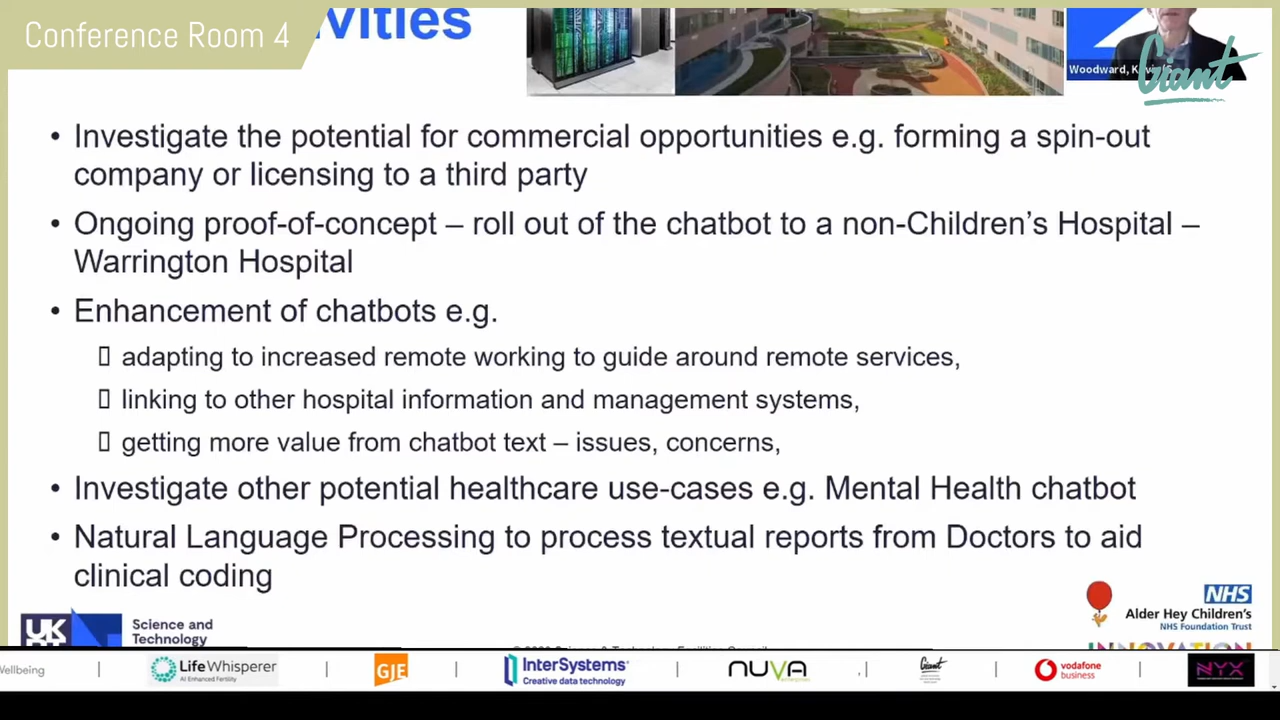 Conference Room 4
vities
Woodward, Kevin
Giant
• Investigate the potential for commercial opportunities e.g. forming a spin-out
company or licensing to a third party
• Ongoing proof-of-concept – roll out of the chatbot to a non-Children’s Hospital –
Warrington Hospital
• Enhancement of chatbots e.g.
adapting to increased remote working to guide around remote services,
linking to other hospital information and management systems,
getting more value from chatbot text – issues, concerns,
• Investigate other potential healthcare use-cases e.g. Mental Health chatbot
• Natural Language Processing to process textual reports from Doctors to aid
clinical coding
UK
Science and
Technology
NHS
Alder Hey Children’s
NHS Foundation Trust
INNOVATION
Wellbeing
Life Whisperer
AI Enhanced Fertility
GJE
InterSystems
Creative data technology
NUVA
Giant
vodafone
business
NYX